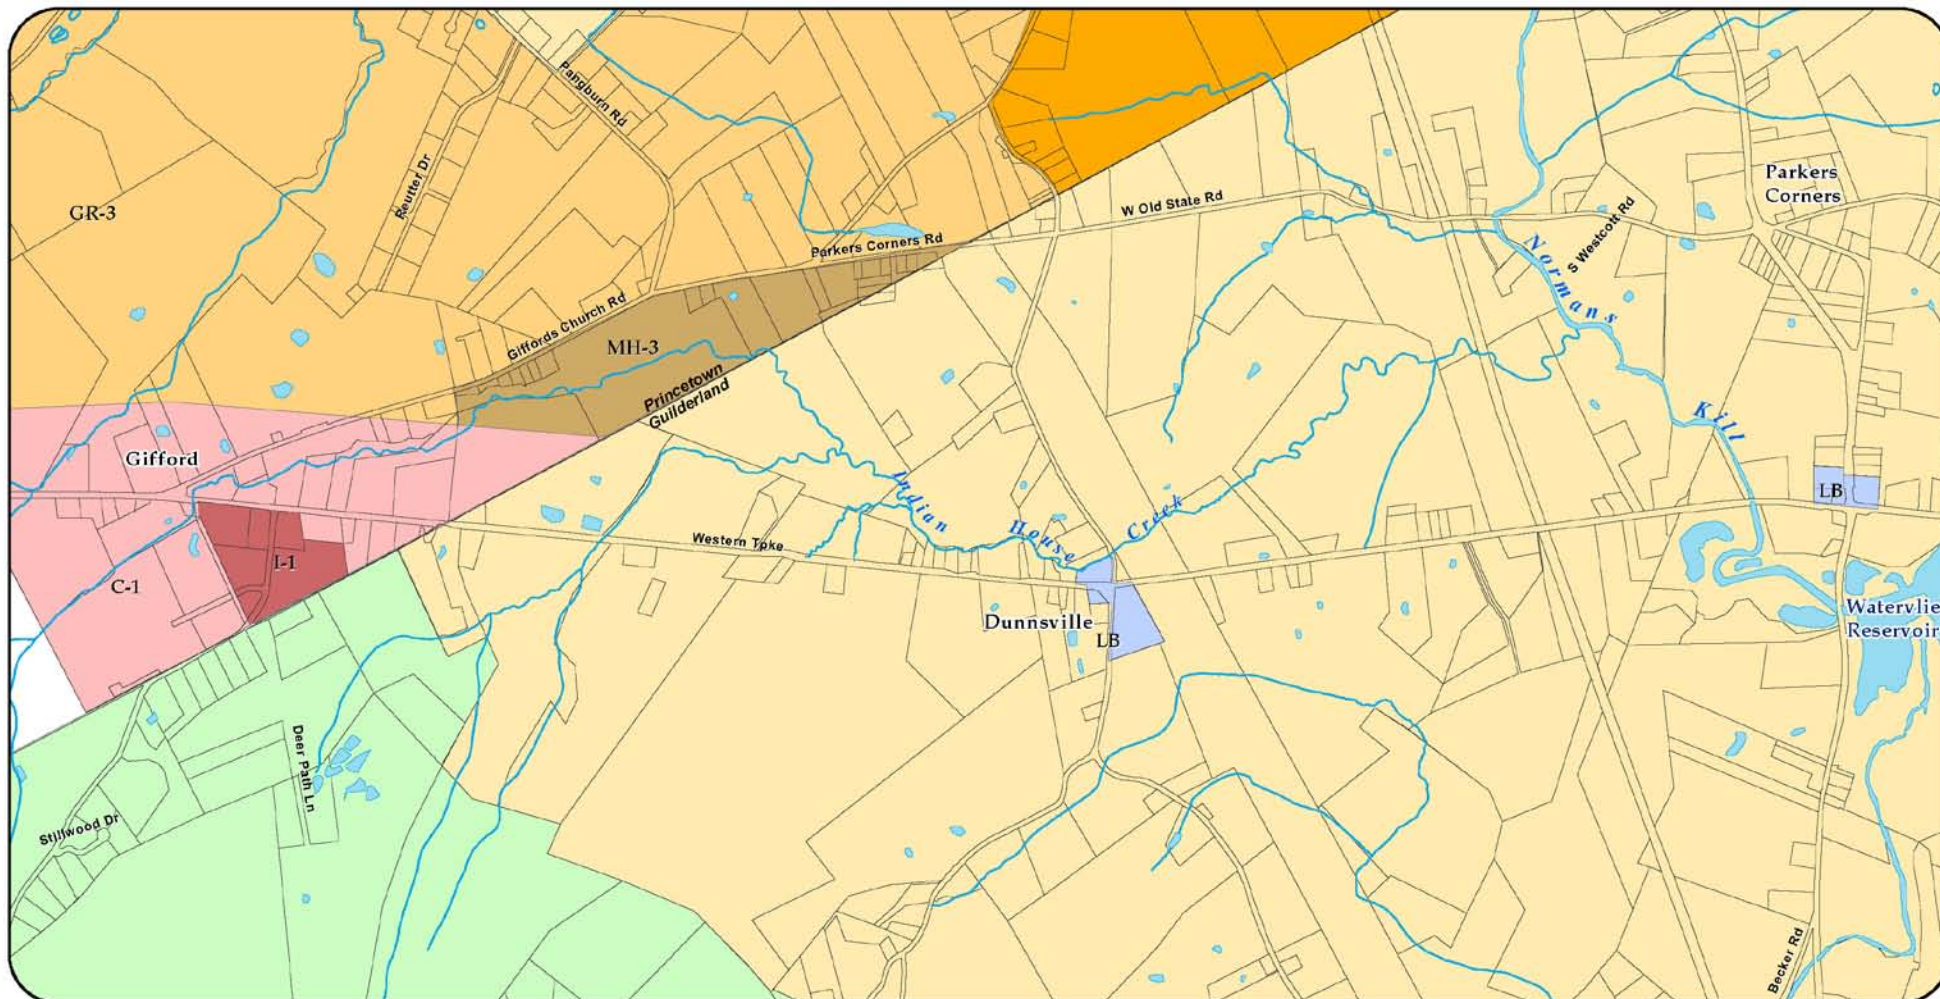 Pangburn Rd
Reutter Dr
GR-3
Parkers
Corners
W Old State Rd
S Westcott Rd
Parkers Corners Rd
Normans
Giffords Church Rd
MH-3
Princetown
Guilderland
Kill
Gifford
Indian
House
Creek
LB
Western Tpke
I-1
C-1
Dunnsville
LB
Watervlie
Reservoir
Deer Path Ln
Stillwood Dr
Becker Rd